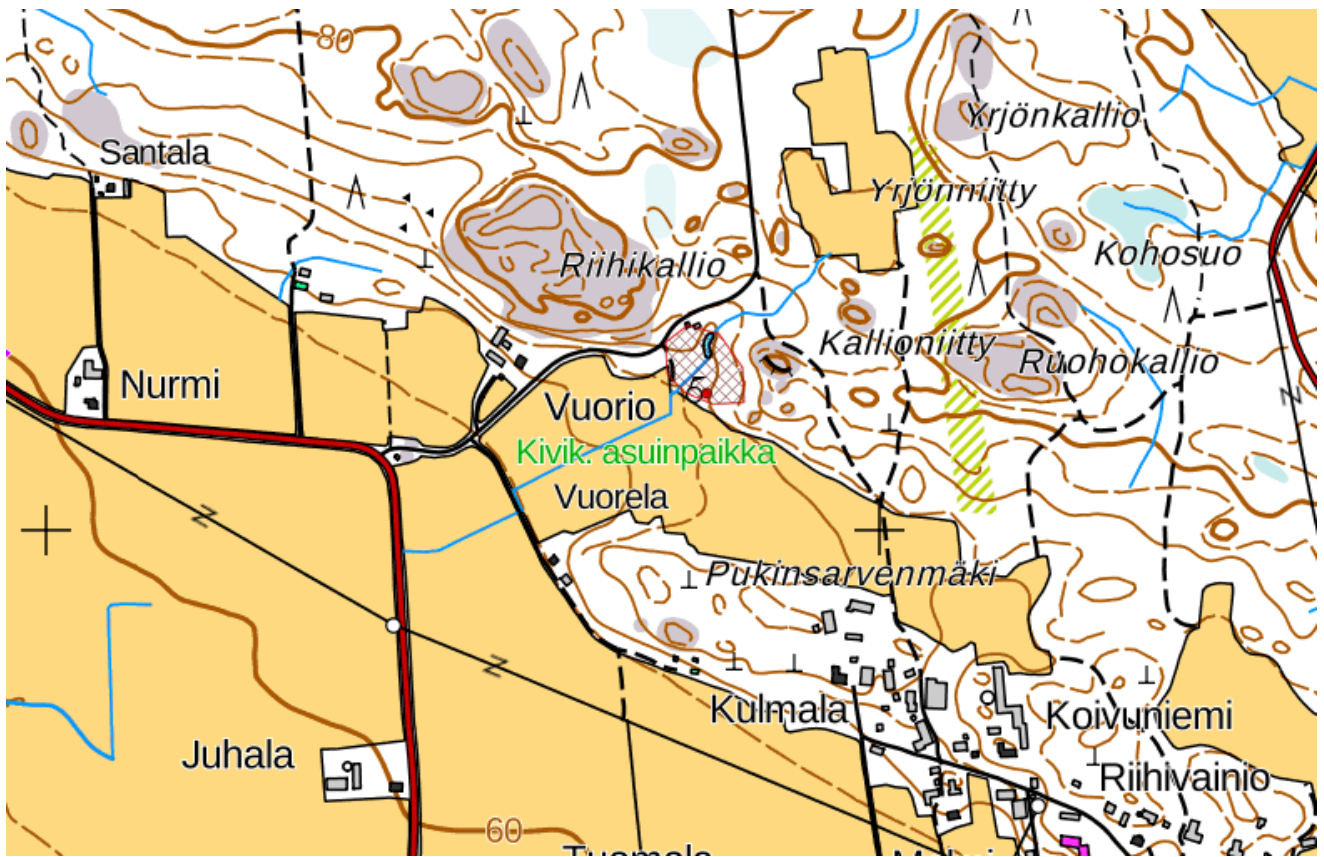 80
Yrjönkallio
Santala
Yrjönniitty
Kohosuo
Riihikallio
Kallioniitty
Ruohokallio
Nurmi
5
Vuorio
Kivik. asuinpaikka
Vuorela
Z
Z
Z
Pukinsarvenmäki
Kulmala
Koivuniemi
Juhala
Riihivainio
60